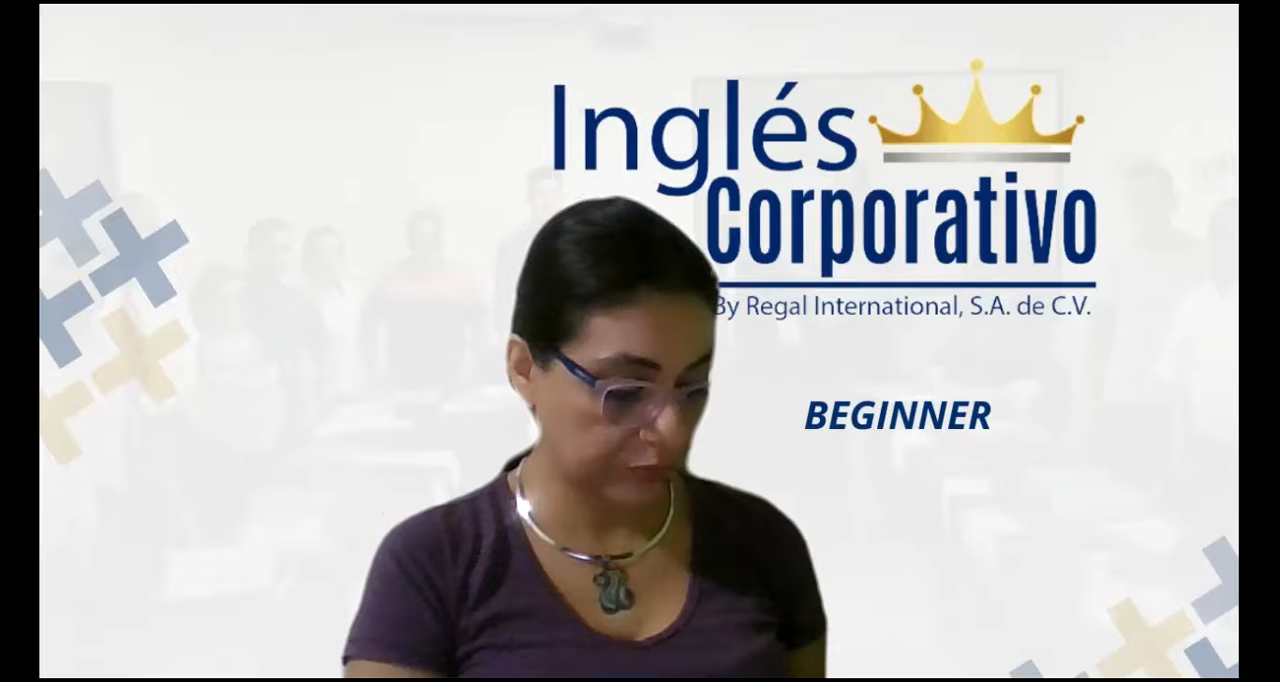 Inglés
Corporativo
By Regal International, S.A. de C.V.
BEGINNER